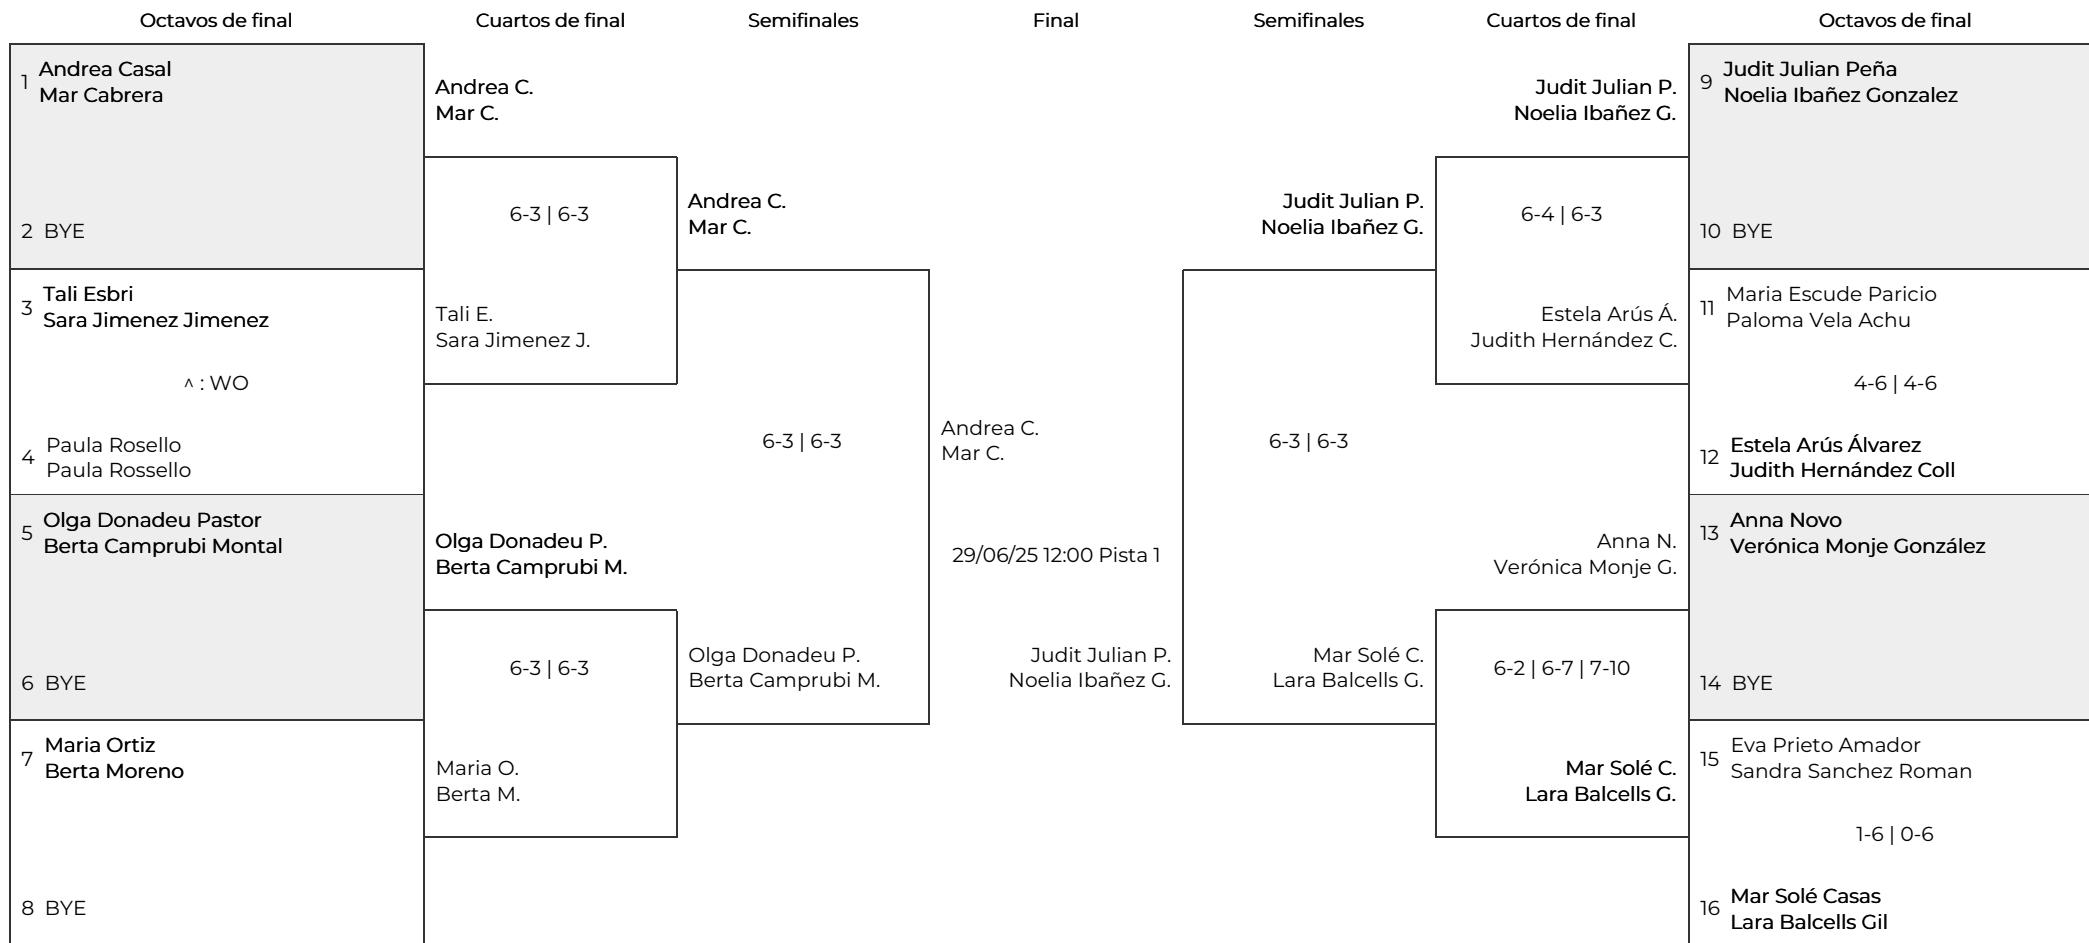 Octavos de final
Cuartos de final
Semifinales
Final
Semifinales
Cuartos de final
Octavos de final
1
Andrea Casal
Mar Cabrera
2 BYE
3
Tali Esbri
Sara Jimenez Jimenez
^ : WO
4
Paula Rosello
Paula Rossello
5
Olga Donadeu Pastor
Berta Camprubi Montal
6 BYE
7
Maria Ortiz
Berta Moreno
8 BYE
Andrea C.
Mar C.
6-3 | 6-3
Tali E.
Sara Jimenez J.
Olga Donadeu P.
Berta Camprubi M.
6-3 | 6-3
Maria O.
Berta M.
Andrea C.
Mar C.
6-3 | 6-3
Olga Donadeu P.
Berta Camprubi M.
Andrea C.
Mar C.
29/06/25 12:00 Pista 1
Judit Julian P.
Noelia Ibañez G.
Judit Julian P.
Noelia Ibañez G.
6-3 | 6-3
Mar Solé C.
Lara Balcells G.
Judit Julian P.
Noelia Ibañez G.
6-4 | 6-3
Estela Arús Á.
Judith Hernández C.
Anna N.
Verónica Monje G.
6-2 | 6-7 | 7-10
Mar Solé C.
Lara Balcells G.
9
Judit Julian Peña
Noelia Ibañez Gonzalez
10 BYE
11
Maria Escude Paricio
Paloma Vela Achu
4-6 | 4-6
12
Estela Arús Álvarez
Judith Hernández Coll
13
Anna Novo
Verónica Monje González
14 BYE
15
Eva Prieto Amador
Sandra Sanchez Roman
1-6 | 0-6
16
Mar Solé Casas
Lara Balcells Gil